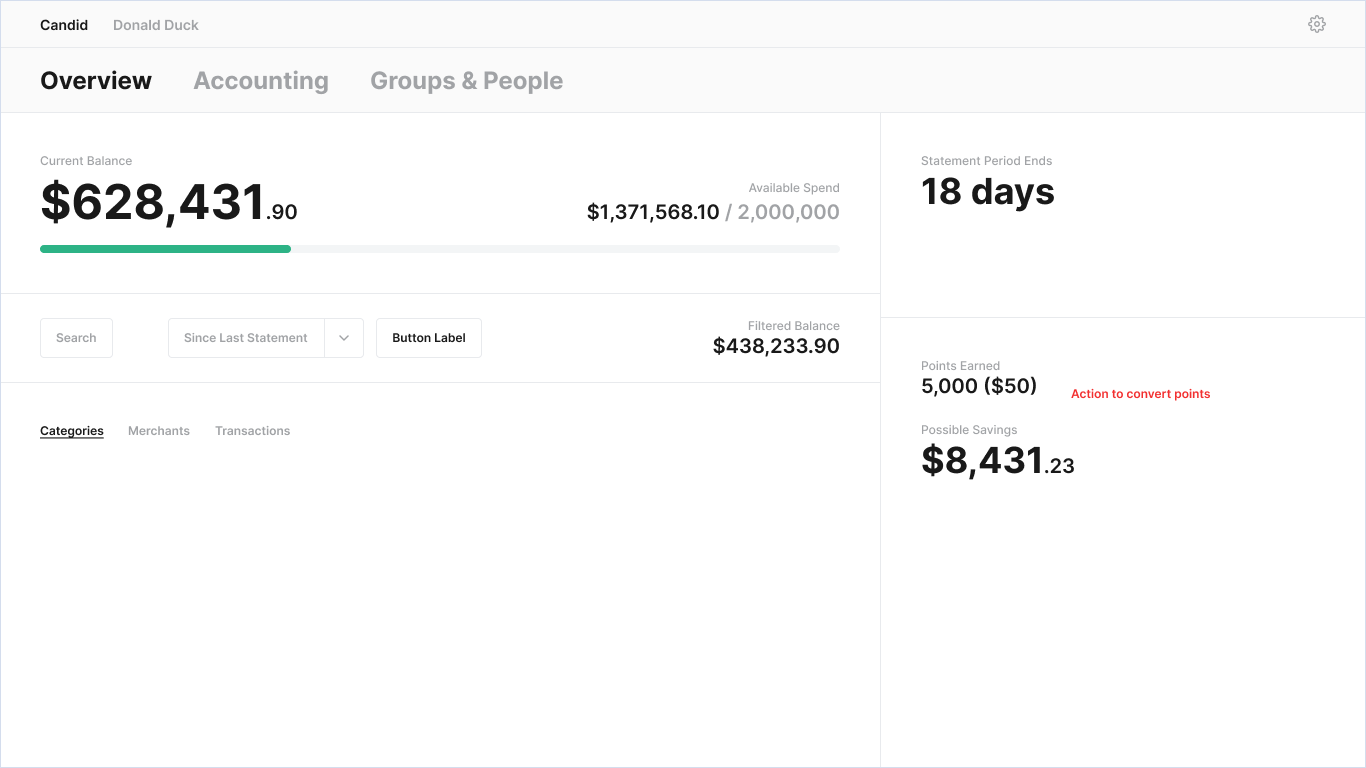 Candid Donald Duck
Overview Accounting Groups & People
Current Balance
$628,431.90
Available Spend
$1,371,568.10 / 2,000,000
Statement Period Ends
18 days
Search Since Last Statement Button Label
Filtered Balance
$438,233.90
Points Earned
5,000 ($50)
Action to convert points
Possible Savings
$8,431.23
Categories Merchants Transactions